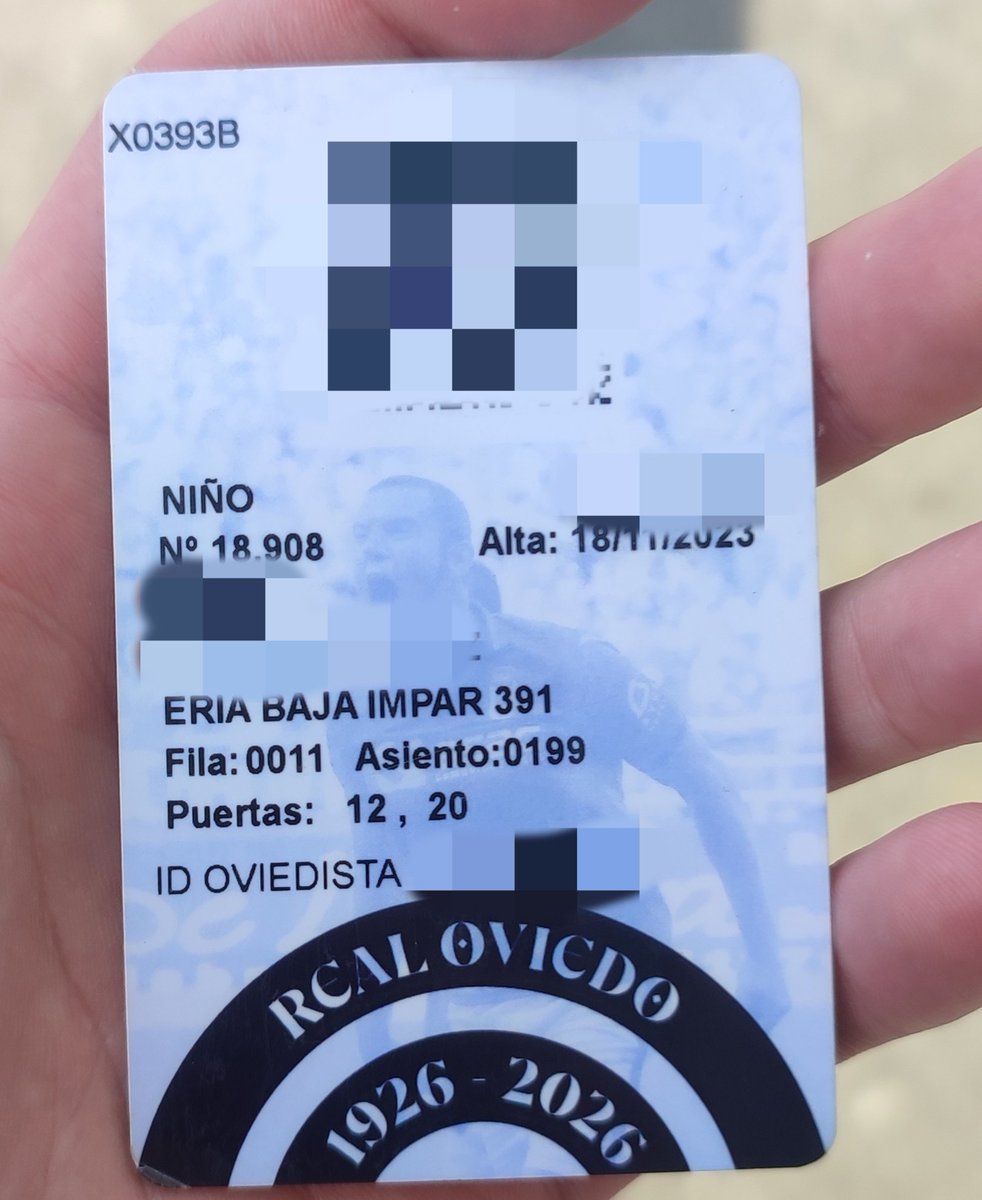 X0393B
NIÑO
Nº 18.908
Alta: 18/11/2023
ERIA BAJA IMPAR 391
Fila: 0011 Asiento:0199
Puertas: 12 , 20
ID OVIEDISTA
REAL OVIEDO
1926 - 2026